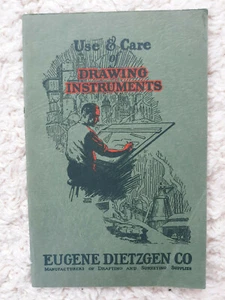 Use & Care
of
DRAWING
INSTRUMENTS
EUGENE DIETZGEN CO
MANUFACTURERS OF DRAFTING AND SURVEYING SUPPLIES